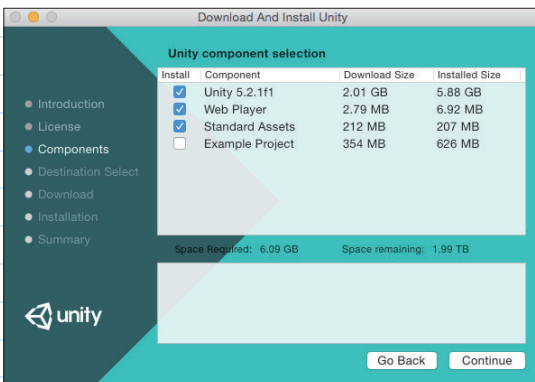 Download And Install Unity
Unity component selection
Install Component Download Size Installed Size
Unity 5.2.1f1 2.01 GB 5.88 GB
Web Player 2.79 MB 6.92 MB
Standard Assets 212 MB 207 MB
Example Project 354 MB 626 MB
Introduction
License
Components
Destination Select
Download
Installation
Summary
Space Required: 6.09 GB Space remaining: 1.99 TB
unity
Go Back Continue